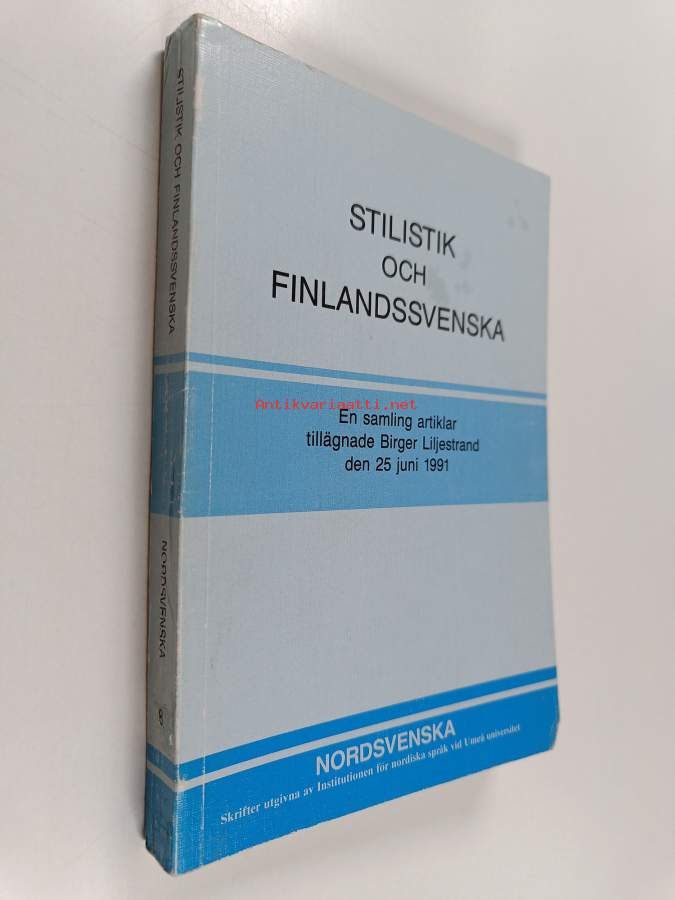 STILISTIK OCH FINLANDSSVENSKA
NORDSVENSKA
8
STILISTIK
OCH
FINLANDSSVENSKA
Antikvariaatti.net
En samling artiklar
tillägnade Birger Liljestrand
den 25 juni 1991
NORDSVENSKA
Skrifter utgivna av Institutionen för nordiska språk vid Umeå universitet